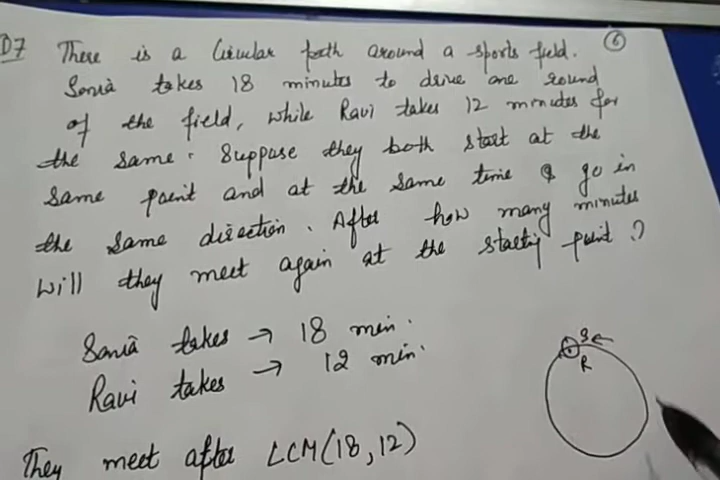 Q7 There is a Circular path around a sports field. 6
Sonia takes 18 minutes to drive one round
of the field, while Ravi takes 12 minutes for
the same. Suppose they both start at the
same point and at the same time & go in
the same direction. After how many minutes
will they meet again at the starting point?
Sonia takes → 18 min.
Ravi takes → 12 min.
S←
R
They meet after LCM(18,12)